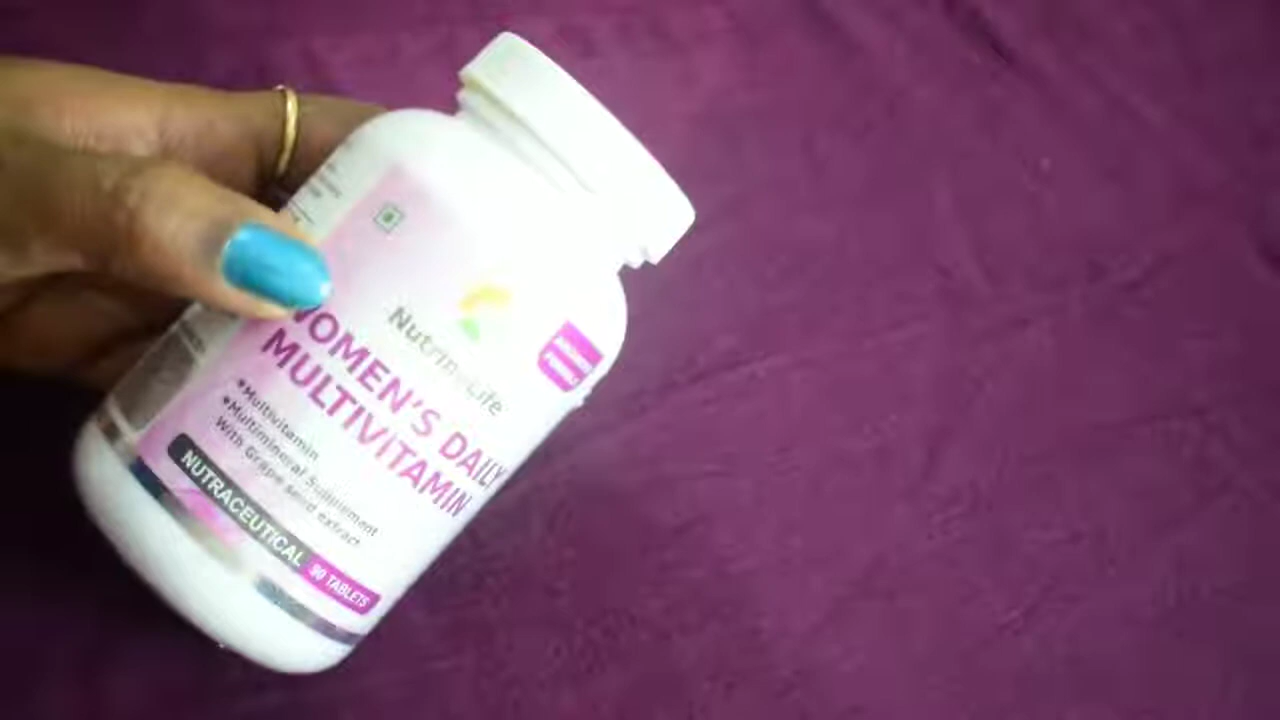 WOMEN'S DAILY
MULTIVITAMIN
*Multivitamin
*Multimineral Supplement
With Grape seed extract
NUTRACEUTICAL
90 TABLETS